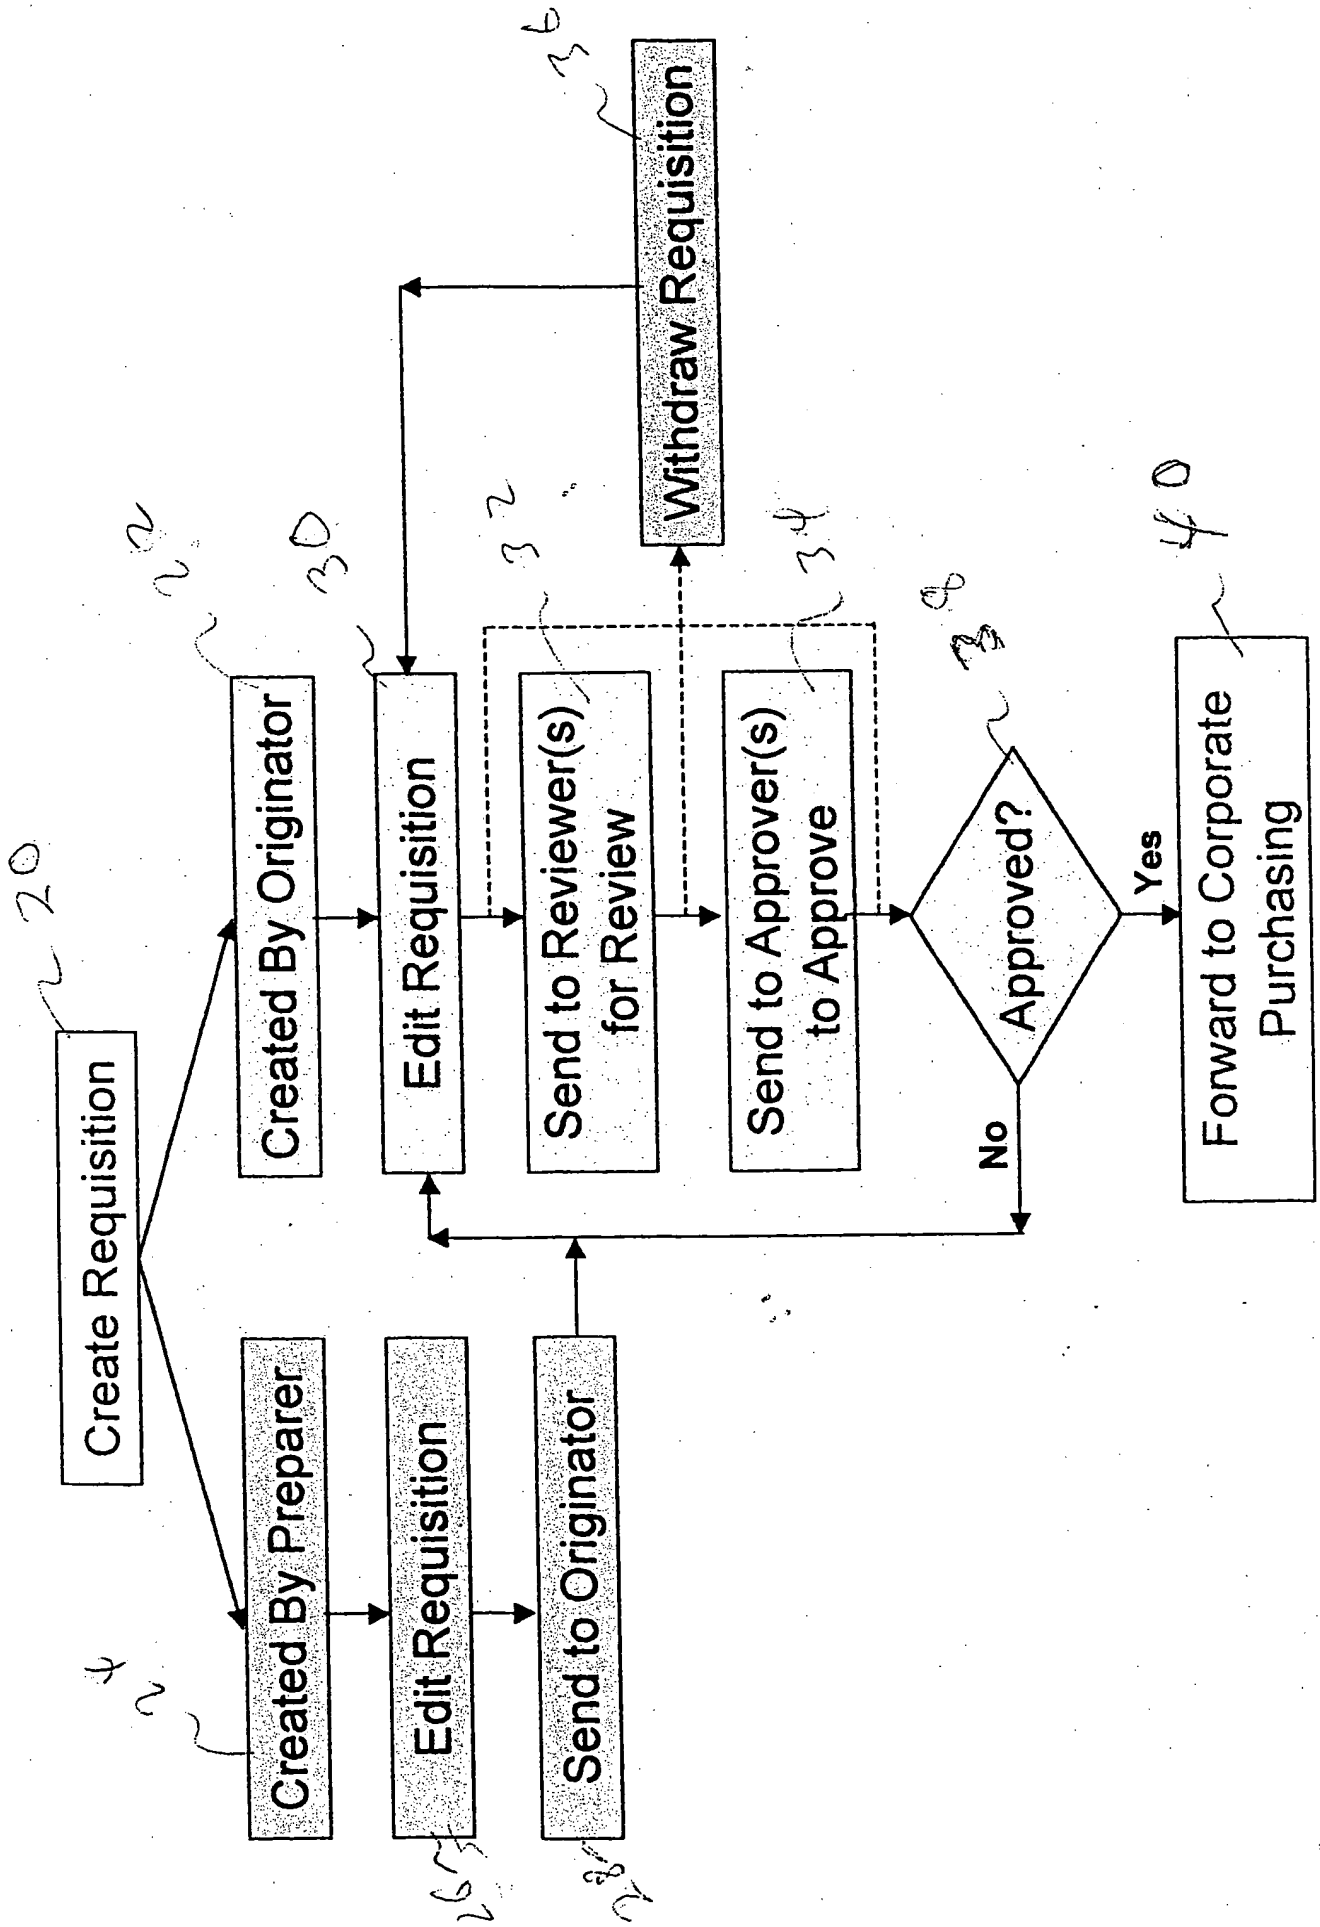 20
Create Requisition
24
Created By Preparer
22
Created By Originator
26
Edit Requisition
30
Edit Requisition
28
Send to Originator
32
Send to Reviewer(s)
for Review
36
Withdraw Requisition
34
Send to Approver(s)
to Approve
38
Approved?
No
Yes
40
Forward to Corporate
Purchasing